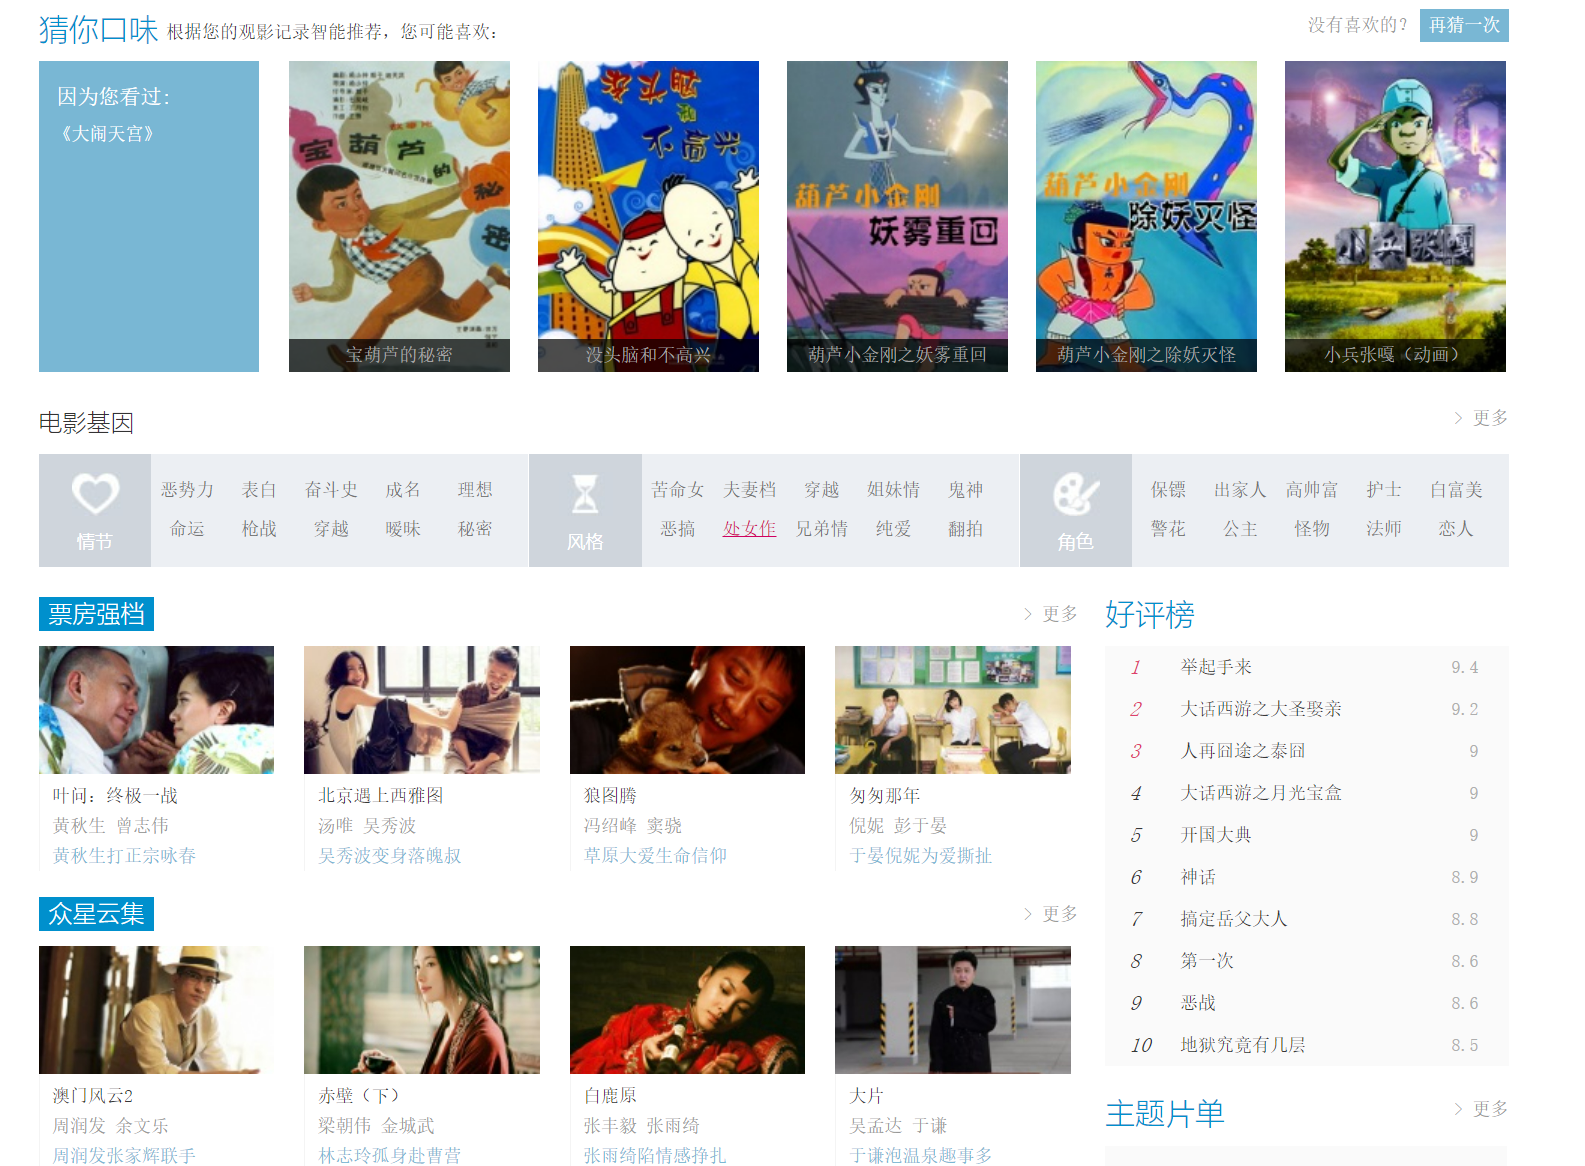 猜你口味 根据您的观影记录智能推荐，您可能喜欢：
没有喜欢的？ 再猜一次
因为您看过：
《大闹天宫》
宝葫芦的秘密
宝葫芦的秘密
没头脑和不高兴
没头脑和不高兴
葫芦小金刚
妖雾重回
葫芦小金刚之妖雾重回
葫芦小金刚
除妖灭怪
葫芦小金刚之除妖灭怪
小兵张嘎
小兵张嘎（动画）
电影基因
> 更多
情节
恶势力 表白 奋斗史 成名 理想
命运 枪战 穿越 暧昧 秘密
风格
苦命女 夫妻档 穿越 姐妹情 鬼神
恶搞 处女作 兄弟情 纯爱 翻拍
角色
保镖 出家人 高帅富 护士 白富美
警花 公主 怪物 法师 恋人
票房强档
> 更多
叶问：终极一战
黄秋生 曾志伟
黄秋生打正宗咏春
北京遇上西雅图
汤唯 吴秀波
吴秀波变身落魄叔
狼图腾
冯绍峰 窦骁
草原大爱生命信仰
匆匆那年
倪妮 彭于晏
于晏倪妮为爱撕扯
众星云集
> 更多
澳门风云2
周润发 余文乐
周润发张家辉联手
赤壁（下）
梁朝伟 金城武
林志玲孤身赴曹营
白鹿原
张丰毅 张雨绮
张雨绮陷情感挣扎
大片
吴孟达 于谦
于谦泡温泉趣事多
好评榜
1 举起手来 9.4
2 大话西游之大圣娶亲 9.2
3 人再囧途之泰囧 9
4 大话西游之月光宝盒 9
5 开国大典 9
6 神话 8.9
7 搞定岳父大人 8.8
8 第一次 8.6
9 恶战 8.6
10 地狱究竟有几层 8.5
主题片单
> 更多